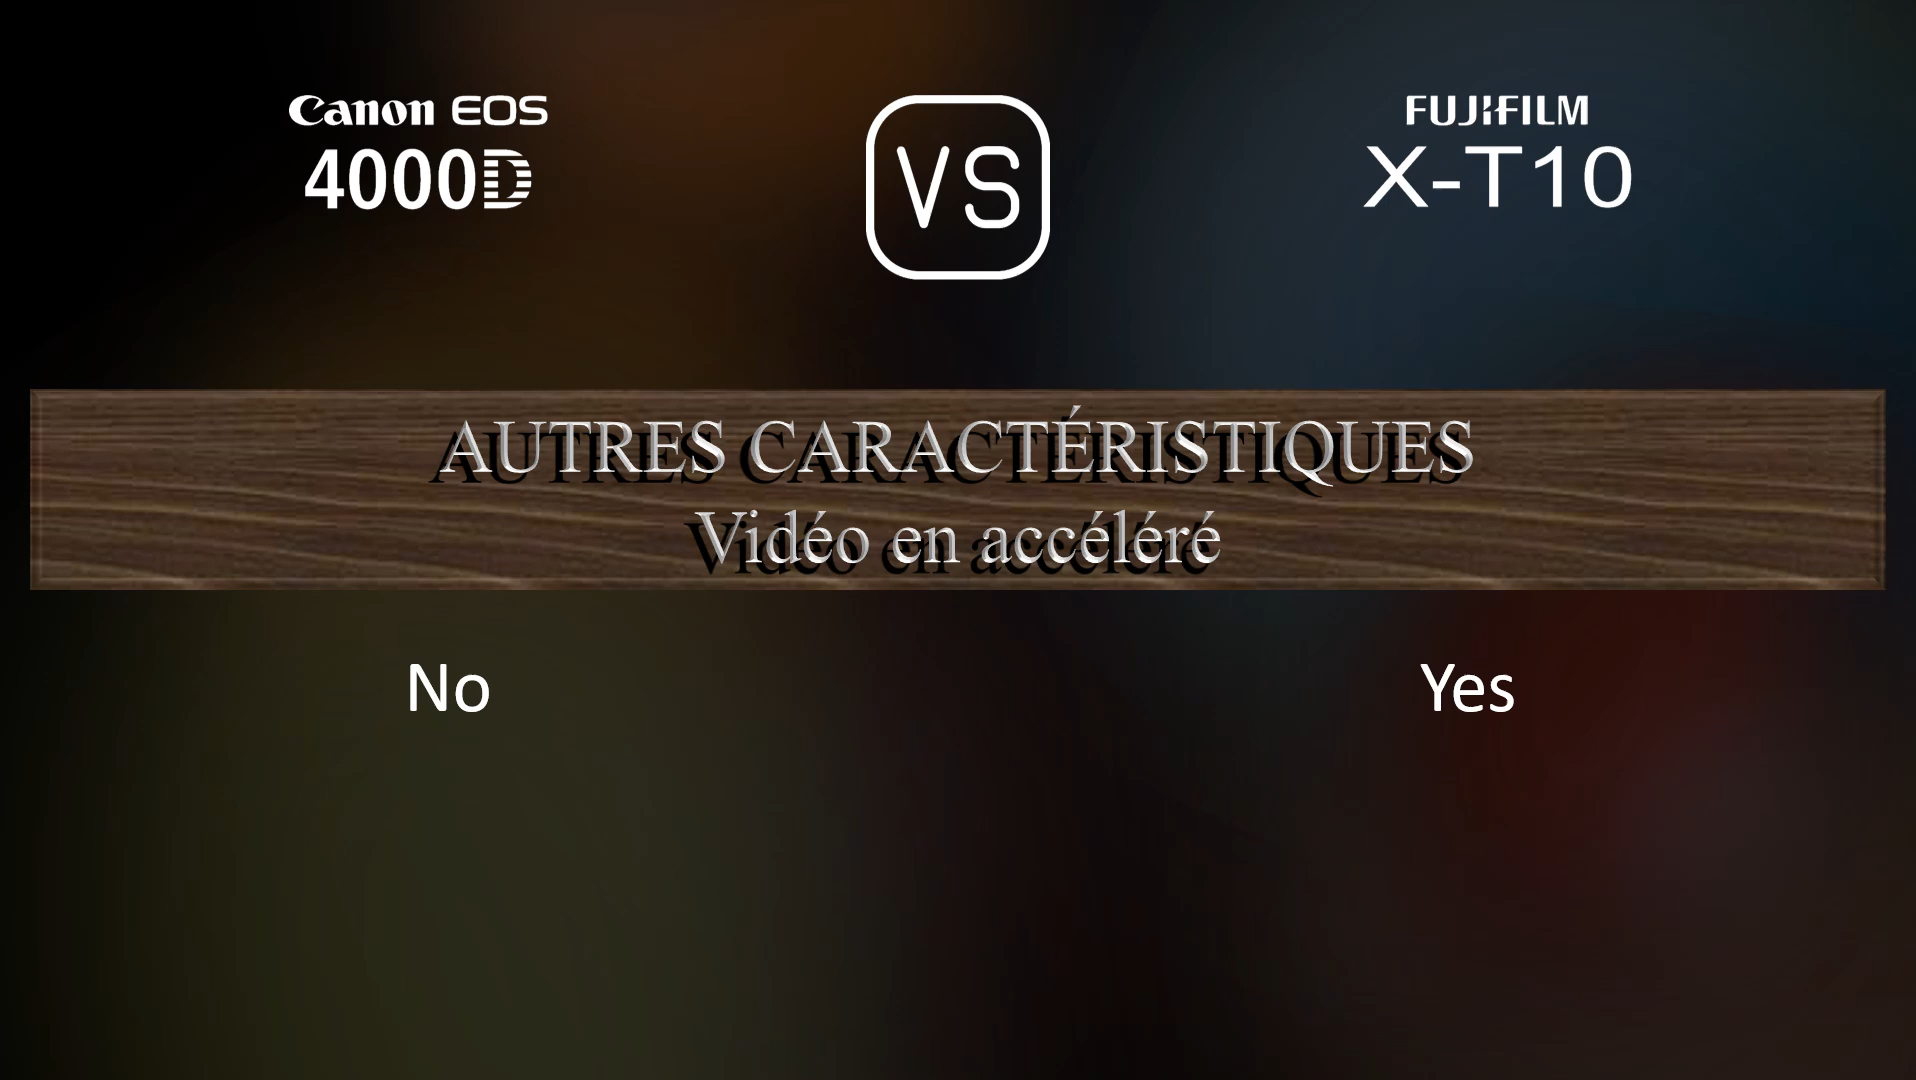 Canon EOS
4000D
VS
FUJIFILM
X-T10
AUTRES CARACTÉRISTIQUES
Vidéo en accéléré
No
Yes